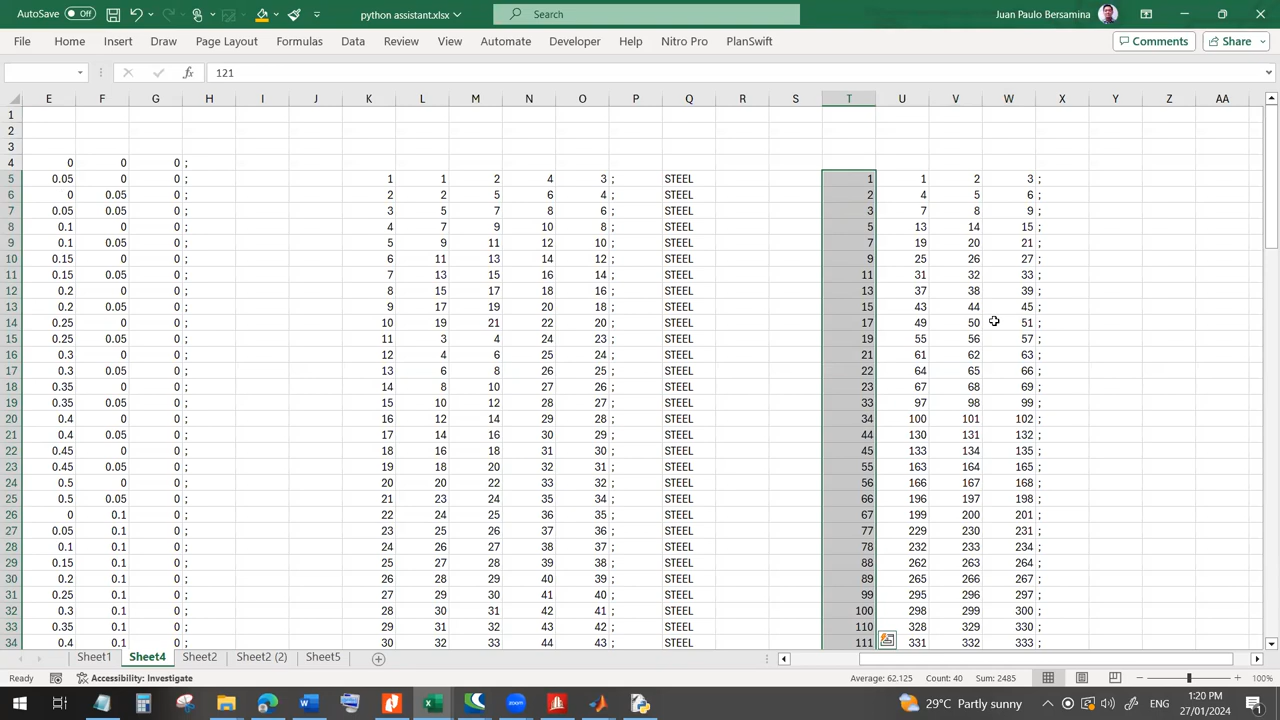 AutoSave Off python assistant.xlsx Search Juan Paulo Bersamina
File Home Insert Draw Page Layout Formulas Data Review View Automate Developer Help Nitro Pro PlanSwift Comments Share
fx 121
E F G H I J K L M N O P Q R S T U V W X Y Z AA
1
2
3
4 0 0 0 ;
5 0.05 0 0 ; 1 1 2 4 3 ; STEEL 1 1 2 3 ;
6 0 0.05 0 ; 2 2 5 6 4 ; STEEL 2 4 5 6 ;
7 0.05 0.05 0 ; 3 5 7 8 6 ; STEEL 3 7 8 9 ;
8 0.1 0 0 ; 4 7 9 10 8 ; STEEL 5 13 14 15 ;
9 0.1 0.05 0 ; 5 9 11 12 10 ; STEEL 7 19 20 21 ;
10 0.15 0 0 ; 6 11 13 14 12 ; STEEL 9 25 26 27 ;
11 0.15 0.05 0 ; 7 13 15 16 14 ; STEEL 11 31 32 33 ;
12 0.2 0 0 ; 8 15 17 18 16 ; STEEL 13 37 38 39 ;
13 0.2 0.05 0 ; 9 17 19 20 18 ; STEEL 15 43 44 45 ;
14 0.25 0 0 ; 10 19 21 22 20 ; STEEL 17 49 50 51 ;
15 0.25 0.05 0 ; 11 3 4 24 23 ; STEEL 19 55 56 57 ;
16 0.3 0 0 ; 12 4 6 25 24 ; STEEL 21 61 62 63 ;
17 0.3 0.05 0 ; 13 6 8 26 25 ; STEEL 22 64 65 66 ;
18 0.35 0 0 ; 14 8 10 27 26 ; STEEL 23 67 68 69 ;
19 0.35 0.05 0 ; 15 10 12 28 27 ; STEEL 33 97 98 99 ;
20 0.4 0 0 ; 16 12 14 29 28 ; STEEL 34 100 101 102 ;
21 0.4 0.05 0 ; 17 14 16 30 29 ; STEEL 44 130 131 132 ;
22 0.45 0 0 ; 18 16 18 31 30 ; STEEL 45 133 134 135 ;
23 0.45 0.05 0 ; 19 18 20 32 31 ; STEEL 55 163 164 165 ;
24 0.5 0 0 ; 20 20 22 33 32 ; STEEL 56 166 167 168 ;
25 0.5 0.05 0 ; 21 23 24 35 34 ; STEEL 66 196 197 198 ;
26 0 0.1 0 ; 22 24 25 36 35 ; STEEL 67 199 200 201 ;
27 0.05 0.1 0 ; 23 25 26 37 36 ; STEEL 77 229 230 231 ;
28 0.1 0.1 0 ; 24 26 27 38 37 ; STEEL 78 232 233 234 ;
29 0.15 0.1 0 ; 25 27 28 39 38 ; STEEL 88 262 263 264 ;
30 0.2 0.1 0 ; 26 28 29 40 39 ; STEEL 89 265 266 267 ;
31 0.25 0.1 0 ; 27 29 30 41 40 ; STEEL 99 295 296 297 ;
32 0.3 0.1 0 ; 28 30 31 42 41 ; STEEL 100 298 299 300 ;
33 0.35 0.1 0 ; 29 31 32 43 42 ; STEEL 110 328 329 330 ;
34 0.4 0.1 0 ; 30 32 33 44 43 ; STEEL 111 331 332 333 ;
Sheet1 Sheet4 Sheet2 Sheet2 (2) Sheet5
Ready Accessibility: Investigate Average: 62.125 Count: 40 Sum: 2485 100%
29°C Partly sunny ENG 1:20 PM
27/01/2024